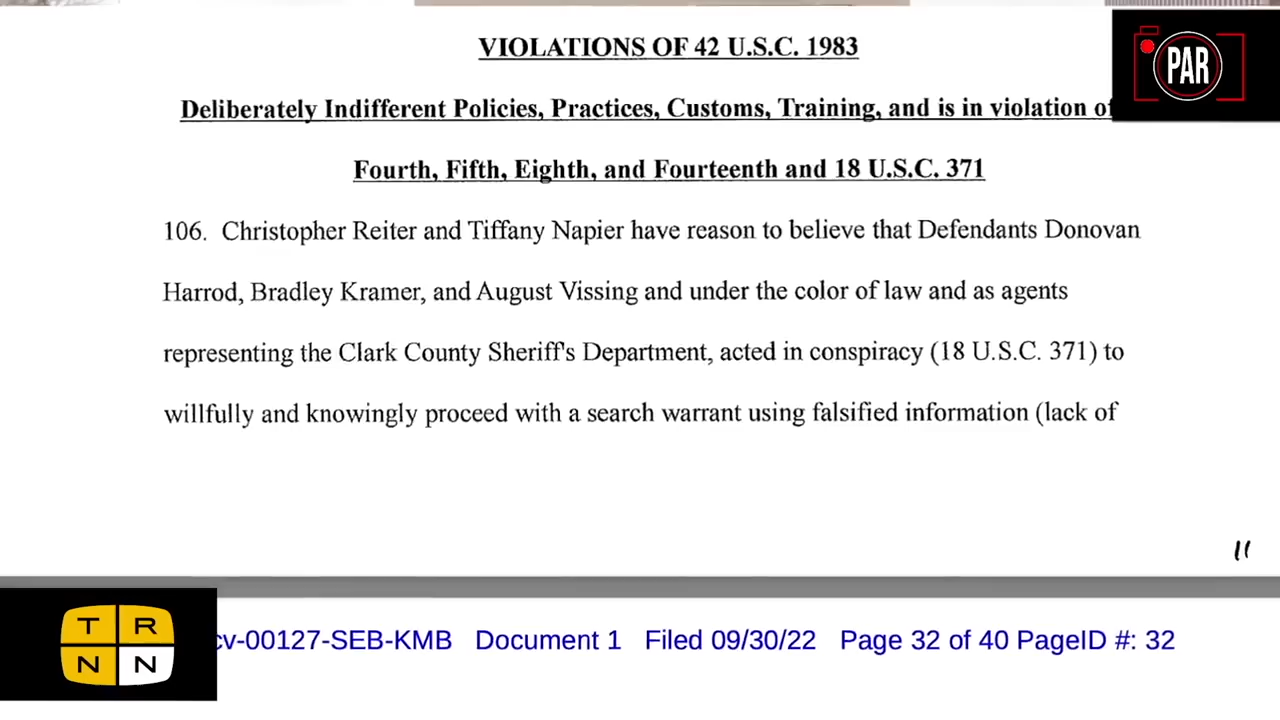 VIOLATIONS OF 42 U.S.C. 1983
PAR
Deliberately Indifferent Policies, Practices, Customs, Training, and is in violation of
Fourth, Fifth, Eighth, and Fourteenth and 18 U.S.C. 371
106. Christopher Reiter and Tiffany Napier have reason to believe that Defendants Donovan
Harrod, Bradley Kramer, and August Vissing and under the color of law and as agents
representing the Clark County Sheriff's Department, acted in conspiracy (18 U.S.C. 371) to
willfully and knowingly proceed with a search warrant using falsified information (lack of
11
T R
N N
cv-00127-SEB-KMB Document 1 Filed 09/30/22 Page 32 of 40 PageID #: 32